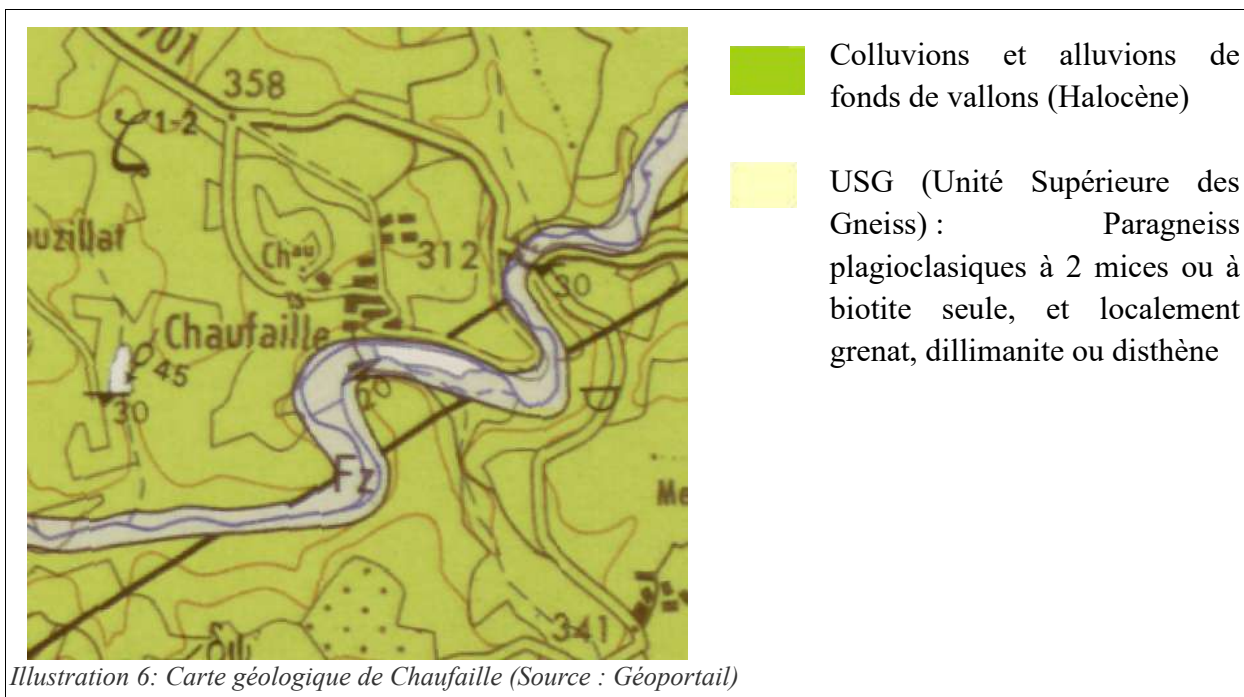 701
358
1-2
ouzillat
Chau
312
30
Chaufaille
45
30
20
Fz
Me
341
Colluvions et alluvions de
fonds de vallons (Halocène)
USG (Unité Supérieure des
Gneiss) : Paragneiss
plagioclasiques à 2 mices ou à
biotite seule, et localement
grenat, dillimanite ou disthène
Illustration 6: Carte géologique de Chaufaille (Source : Géoportail)